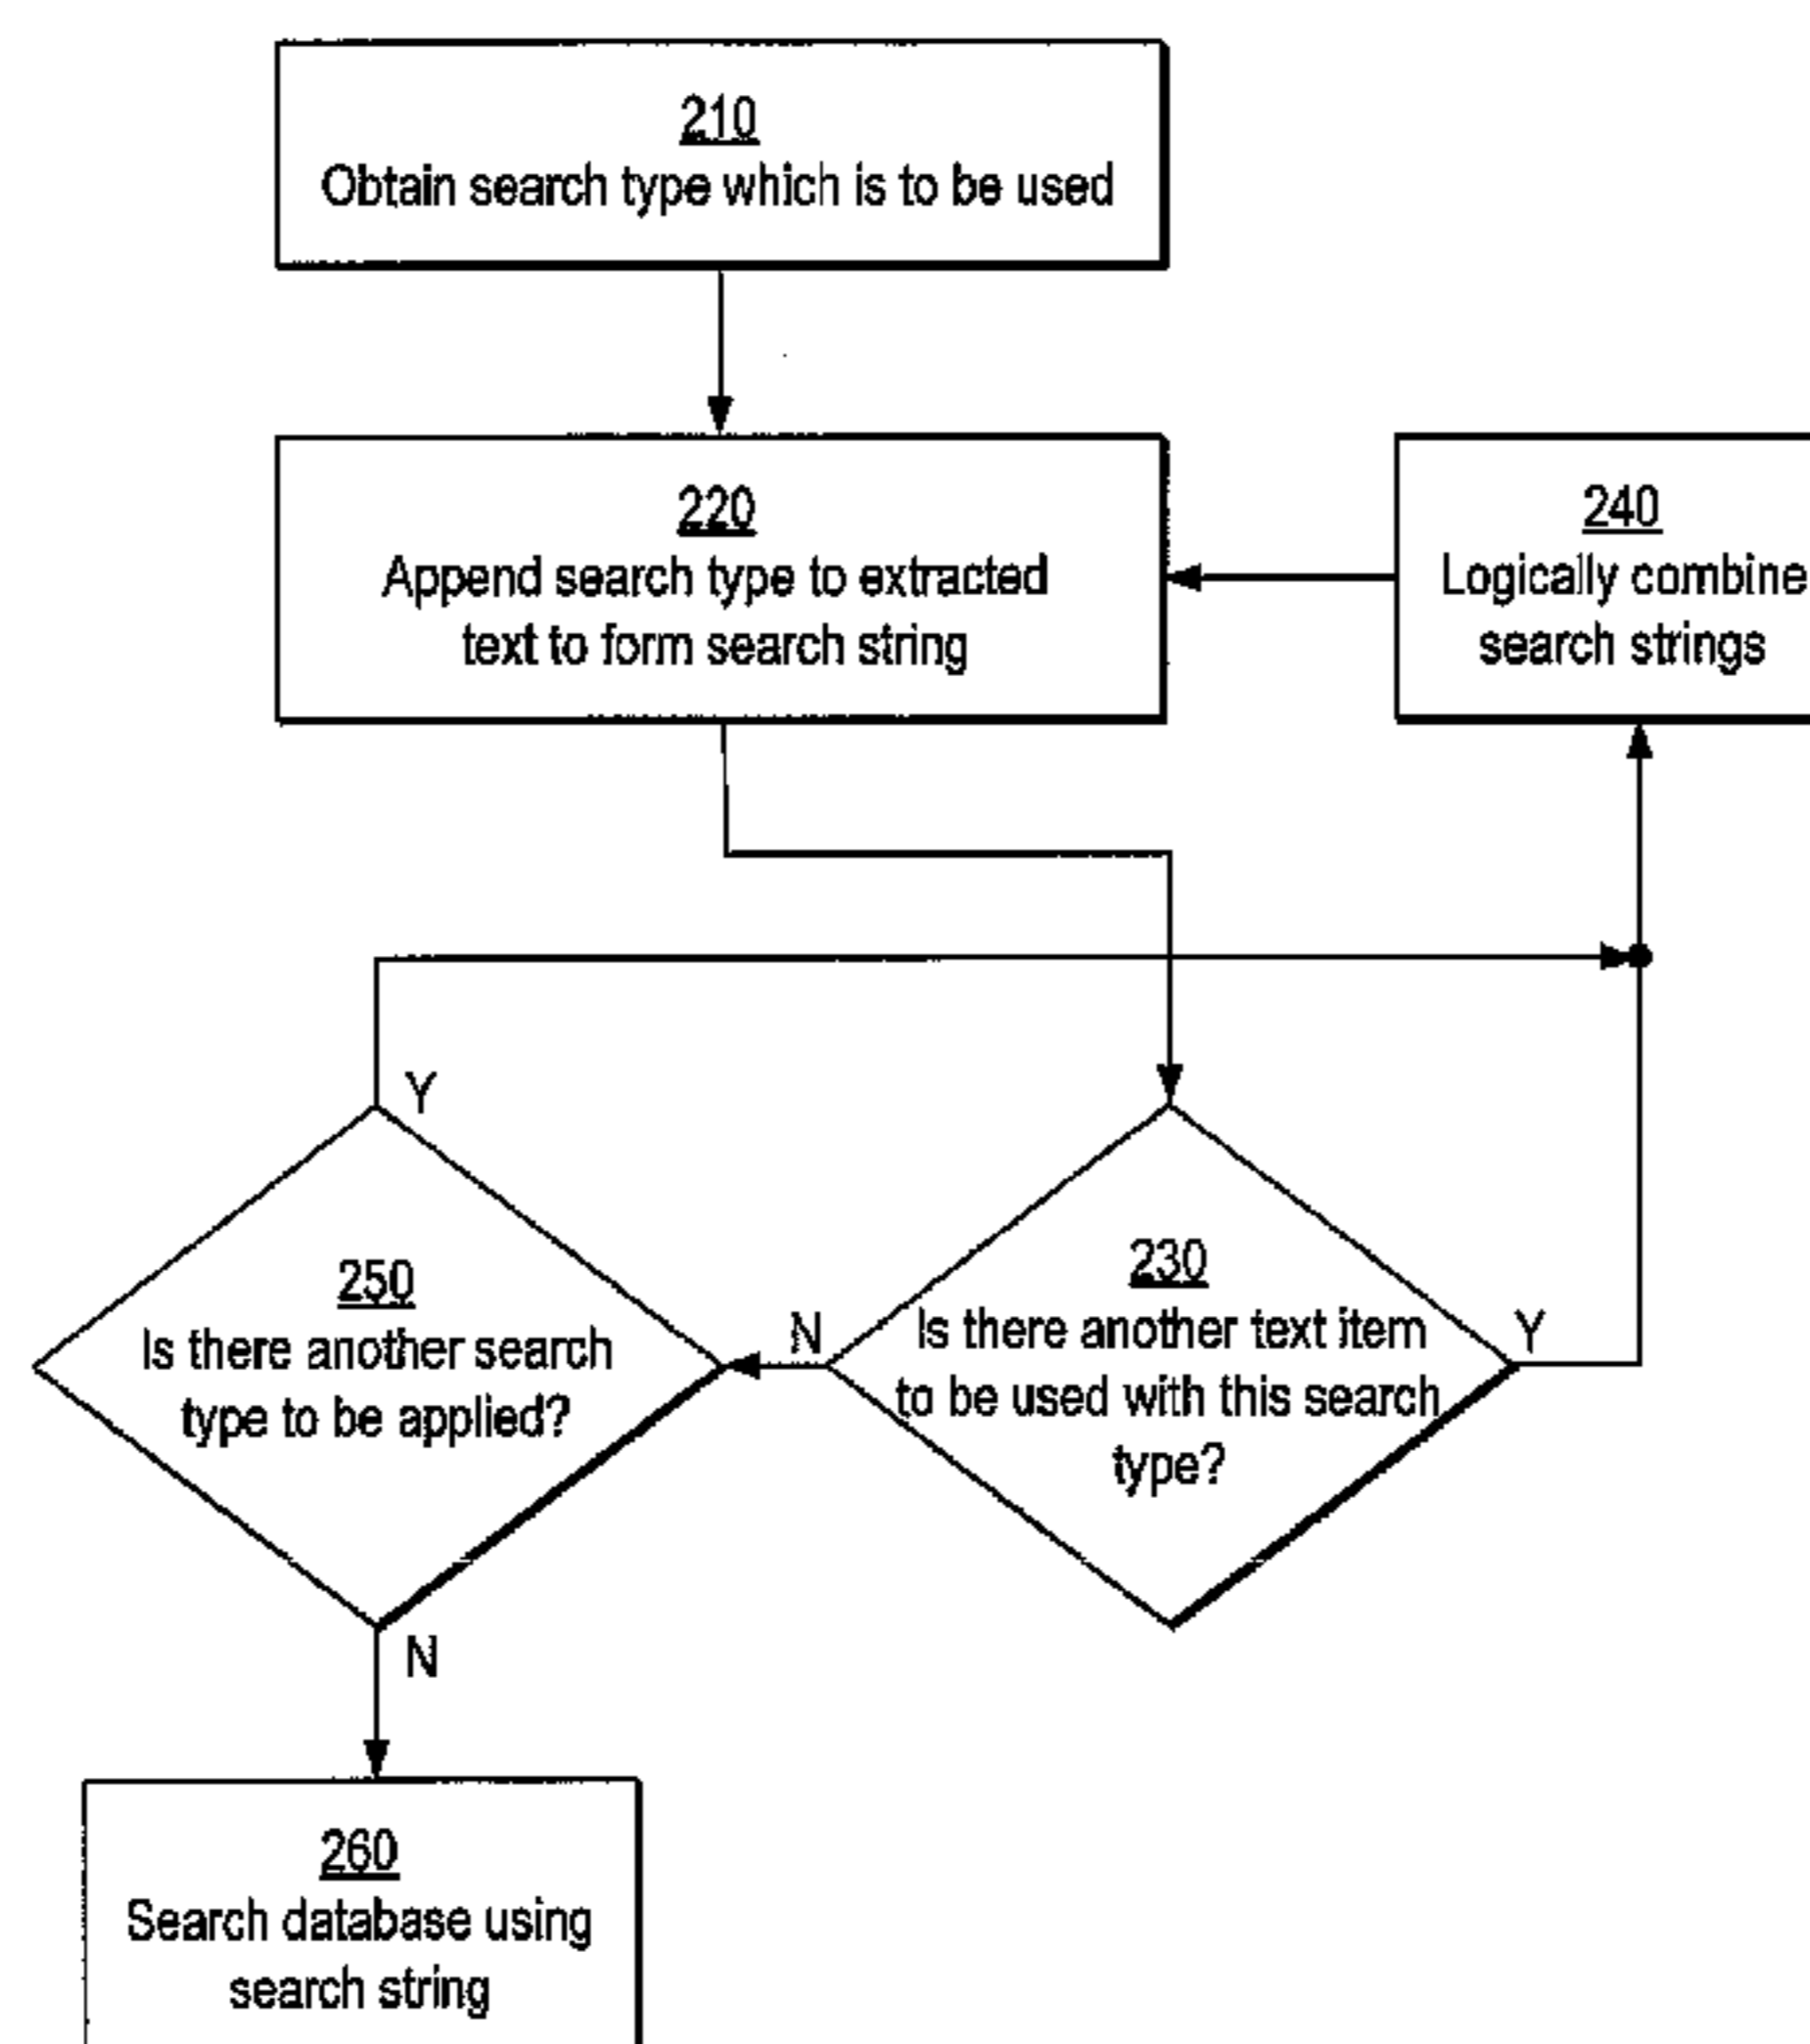 210
Obtain search type which is to be used
220
Append search type to extracted
text to form search string
240
Logically combine
search strings
Y
250
Is there another search
type to be applied?
N
230
Is there another text item
to be used with this search
type?
Y
N
260
Search database using
search string